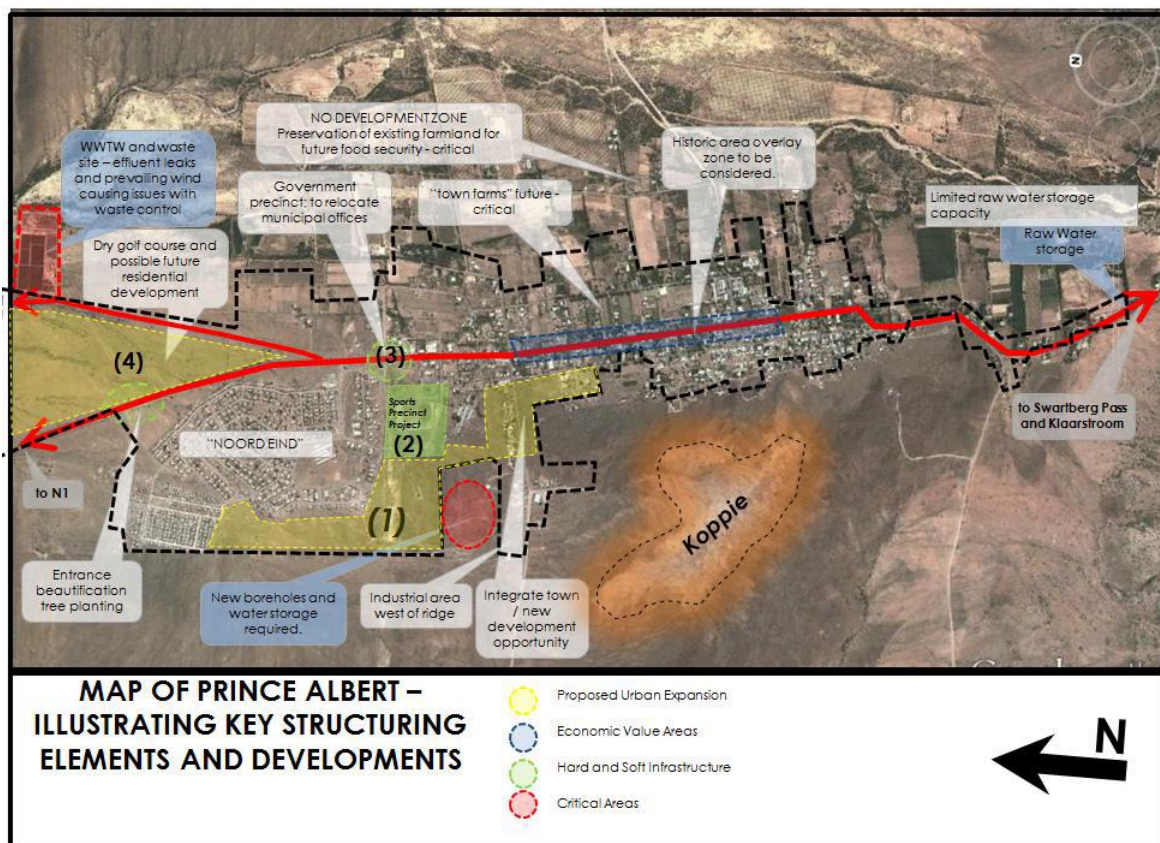 N
NO DEVELOPMENT ZONE
Preservation of existing farmland for
future food security - critical
WWTW and waste
site – effluent leaks
and prevailing wind
causing issues with
waste control
Government
precinct: to relocate
municipal offices
"town farms" future -
critical
Historic area overlay
zone to be
considered.
Limited raw water storage
capacity
Raw Water
storage
Dry golf course and
possible future
residential
development
(4)
(3)
Sports
Precinct
Project
(2)
"NOORD EIND"
(1)
to N1
to Swartberg Pass
and Klaarstroom
Koppie
Entrance
beautification
tree planting
New boreholes and
water storage
required.
Industrial area
west of ridge
Integrate town
/ new
development
opportunity
MAP OF PRINCE ALBERT –
ILLUSTRATING KEY STRUCTURING
ELEMENTS AND DEVELOPMENTS
Proposed Urban Expansion
Economic Value Areas
Hard and Soft Infrastructure
Critical Areas
N